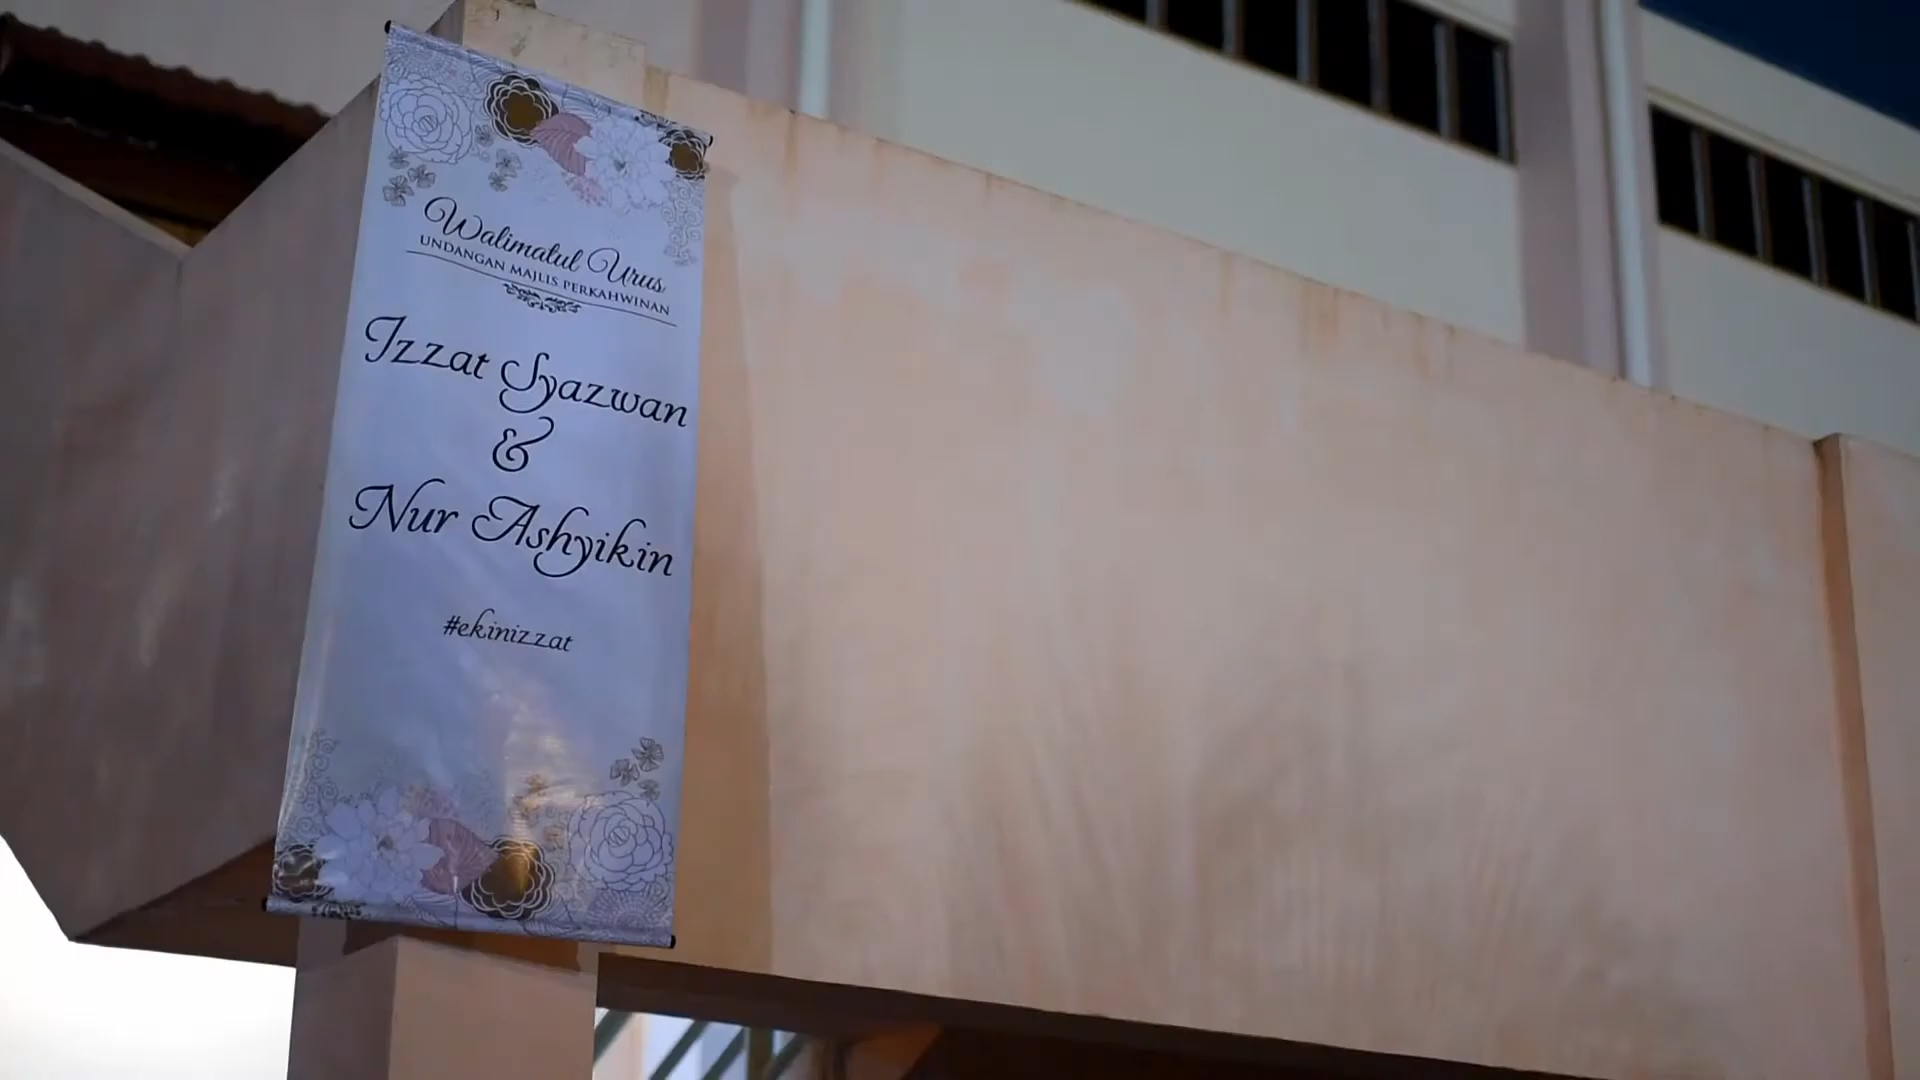 Walimatul Urus
UNDANGAN MAJLIS PERKAHWINAN
Izzat Syazwan
&
Nur Ashyikin
#ekinizzat